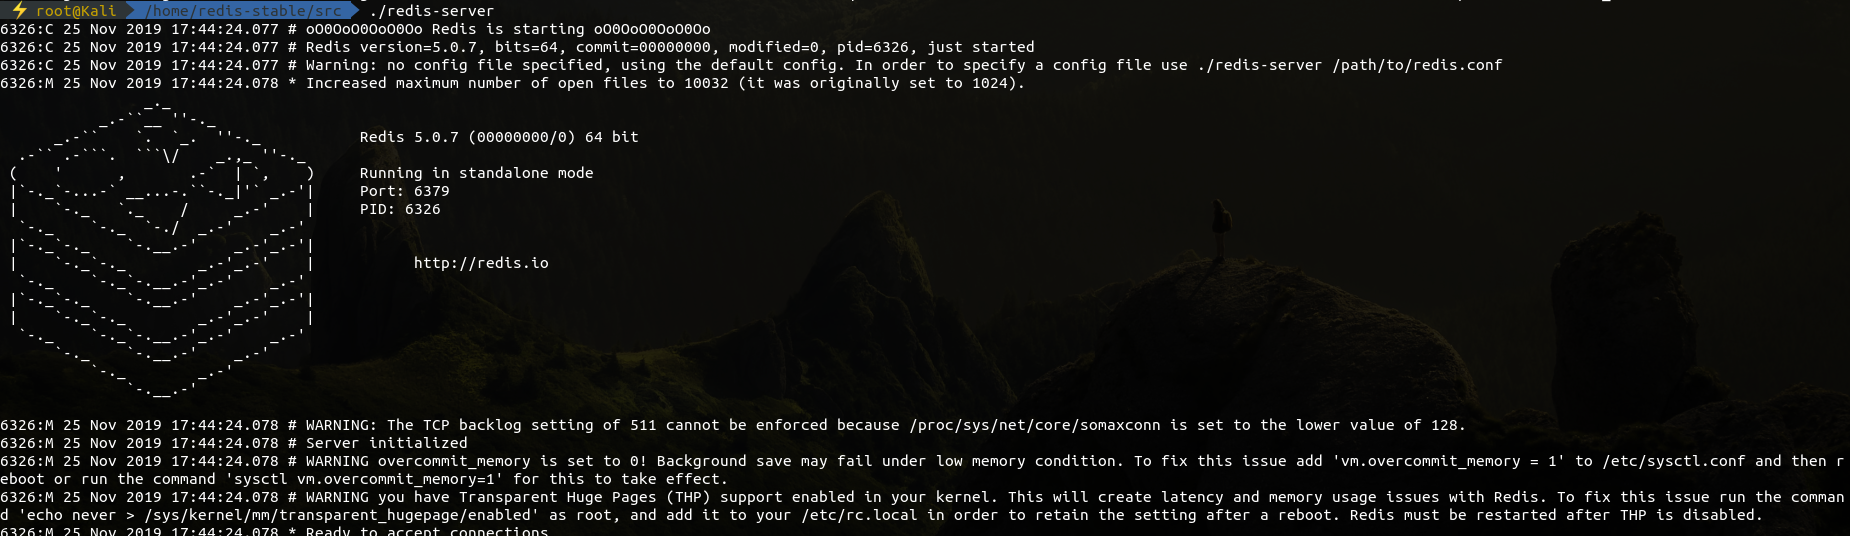 ⚡ root@Kali /home/redis-stable/src ./redis-server
6326:C 25 Nov 2019 17:44:24.077 # oO0OoO0OoO0Oo Redis is starting oO0OoO0OoO0Oo
6326:C 25 Nov 2019 17:44:24.077 # Redis version=5.0.7, bits=64, commit=00000000, modified=0, pid=6326, just started
6326:C 25 Nov 2019 17:44:24.077 # Warning: no config file specified, using the default config. In order to specify a config file use ./redis-server /path/to/redis.conf
6326:M 25 Nov 2019 17:44:24.078 * Increased maximum number of open files to 10032 (it was originally set to 1024).
Redis 5.0.7 (00000000/0) 64 bit
Running in standalone mode
Port: 6379
PID: 6326
http://redis.io
6326:M 25 Nov 2019 17:44:24.078 # WARNING: The TCP backlog setting of 511 cannot be enforced because /proc/sys/net/core/somaxconn is set to the lower value of 128.
6326:M 25 Nov 2019 17:44:24.078 # Server initialized
6326:M 25 Nov 2019 17:44:24.078 # WARNING overcommit_memory is set to 0! Background save may fail under low memory condition. To fix this issue add 'vm.overcommit_memory = 1' to /etc/sysctl.conf and then r
eboot or run the command 'sysctl vm.overcommit_memory=1' for this to take effect.
6326:M 25 Nov 2019 17:44:24.078 # WARNING you have Transparent Huge Pages (THP) support enabled in your kernel. This will create latency and memory usage issues with Redis. To fix this issue run the comman
d 'echo never > /sys/kernel/mm/transparent_hugepage/enabled' as root, and add it to your /etc/rc.local in order to retain the setting after a reboot. Redis must be restarted after THP is disabled.
6326:M 25 Nov 2019 17:44:24.078 * Ready to accept connections